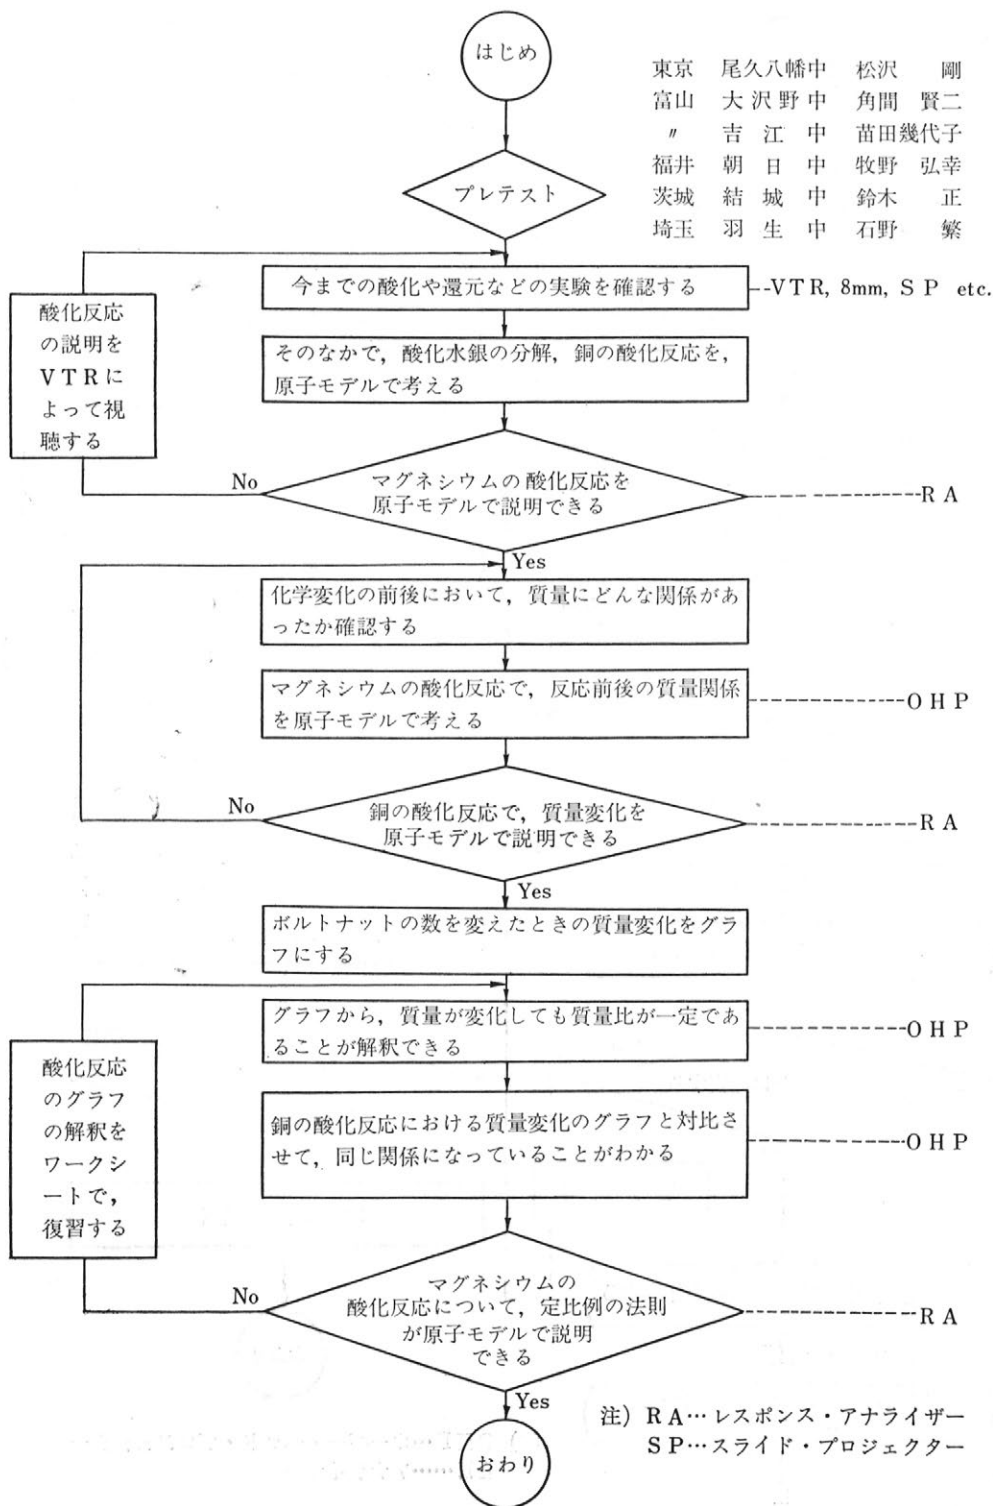 はじめ
東京 尾久八幡中 松沢 剛
富山 大沢野中 角間 賢二
〃 吉江中 苗田幾代子
福井 朝日中 牧野 弘幸
茨城 結城中 鈴木 正
埼玉 羽生中 石野 繁
プレテスト
今までの酸化や還元などの実験を確認する
VTR, 8mm, SP etc.
酸化反応
の説明を
VTRに
よって視
聴する
そのなかで,酸化水銀の分解,銅の酸化反応を,
原子モデルで考える
No
マグネシウムの酸化反応を
原子モデルで説明できる
RA
Yes
化学変化の前後において,質量にどんな関係があ
ったか確認する
マグネシウムの酸化反応で,反応前後の質量関係
を原子モデルで考える
OHP
No
銅の酸化反応で,質量変化を
原子モデルで説明できる
RA
Yes
ボルトナットの数を変えたときの質量変化をグラ
フにする
グラフから,質量が変化しても質量比が一定であ
ることが解釈できる
OHP
酸化反応
のグラフ
の解釈を
ワークシ
ートで,
復習する
銅の酸化反応における質量変化のグラフと対比さ
せて,同じ関係になっていることがわかる
OHP
No
マグネシウムの
酸化反応について,定比例の法則
が原子モデルで説明
できる
RA
Yes
おわり
注) RA…レスポンス・アナライザー
SP…スライド・プロジェクター